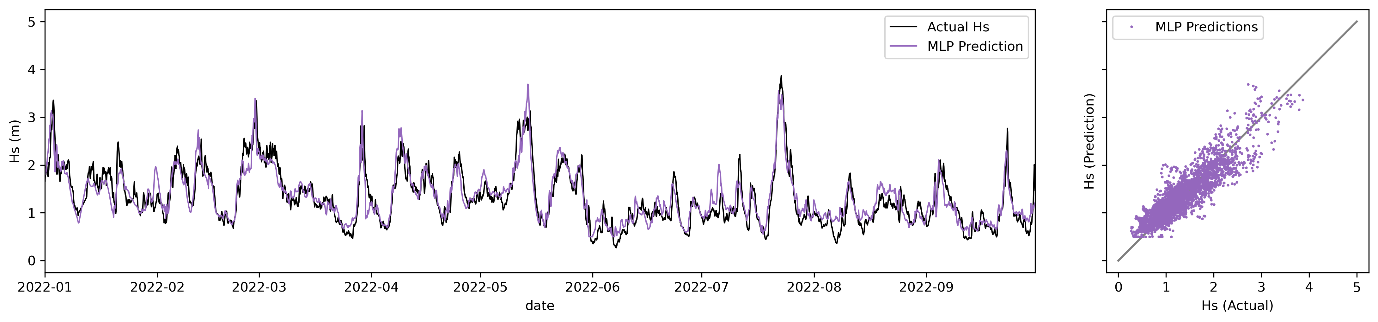 5
4
3
2
1
0
Hs (m)
2022-01 2022-02 2022-03 2022-04 2022-05 2022-06 2022-07 2022-08 2022-09
date
Actual Hs
MLP Prediction
MLP Predictions
Hs (Prediction)
0 1 2 3 4 5
Hs (Actual)